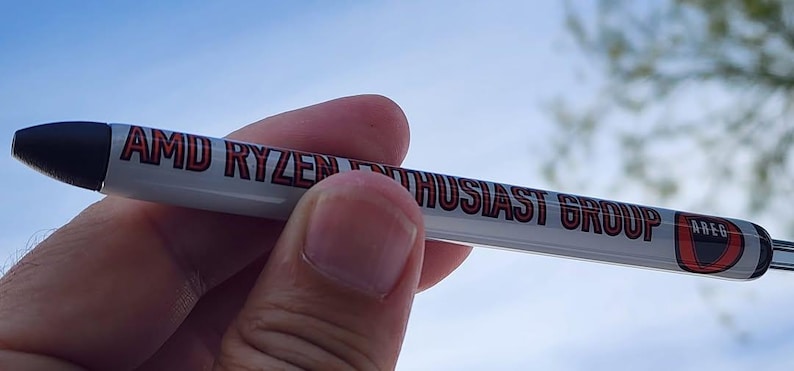 AMD RYZEN ENTHUSIAST GROUP
AREG